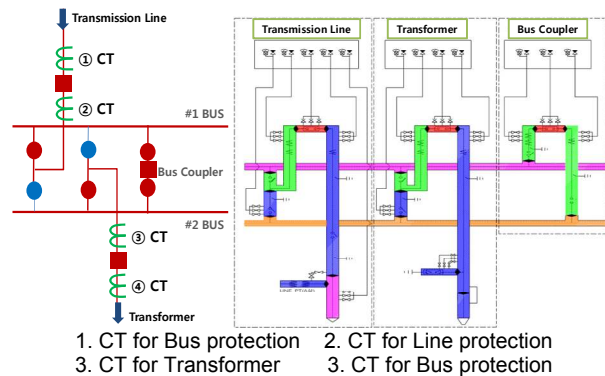 Transmission Line
① CT
② CT
#1 BUS
Bus Coupler
#2 BUS
③ CT
④ CT
Transformer
Transmission Line
Transformer
Bus Coupler
1. CT for Bus protection 2. CT for Line protection
3. CT for Transformer 3. CT for Bus protection